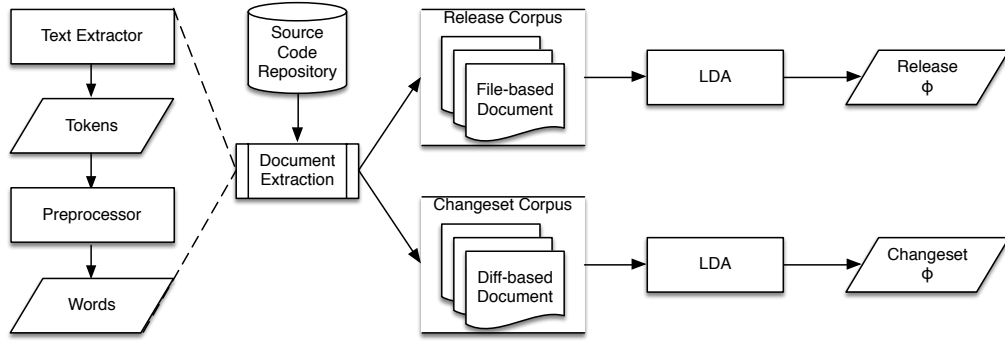 Text Extractor
Tokens
Preprocessor
Words
Source
Code
Repository
Document
Extraction
Release Corpus
File-based
Document
LDA
Release
ϕ
Changeset Corpus
Diff-based
Document
LDA
Changeset
ϕ